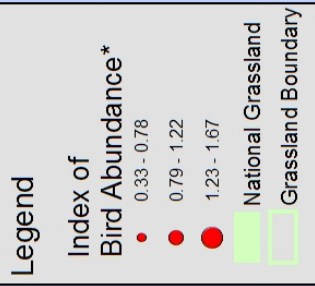 Legend
Index of
Bird Abundance*
0.33 - 0.78
0.79 - 1.22
1.23 - 1.67
National Grassland
Grassland Boundary